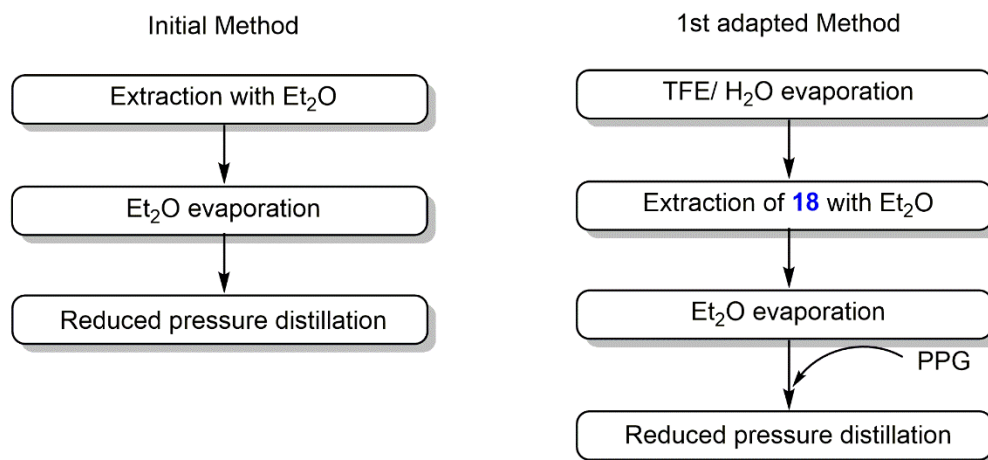 Initial Method
Extraction with Et₂O
Et₂O evaporation
Reduced pressure distillation
1st adapted Method
TFE/ H₂O evaporation
Extraction of 18 with Et₂O
Et₂O evaporation
PPG
Reduced pressure distillation